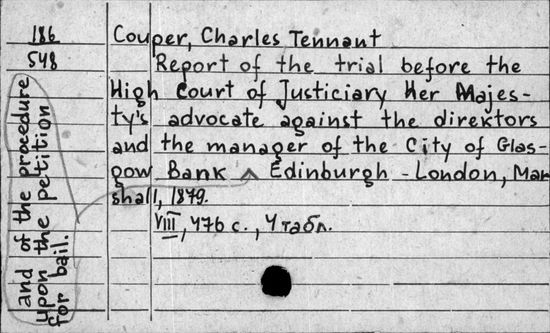 186
548
Couper, Charles Tennant
Report of the trial before the
High Court of Justiciary Her Majes-
ty's advocate against the direktors
and the manager of the City of Glas-
gow Bank ^ Edinburgh - London, Mar
shall, 1879.
VIII, 476 с., 4 табл.
and of the procedure
upon the petition
for bail.